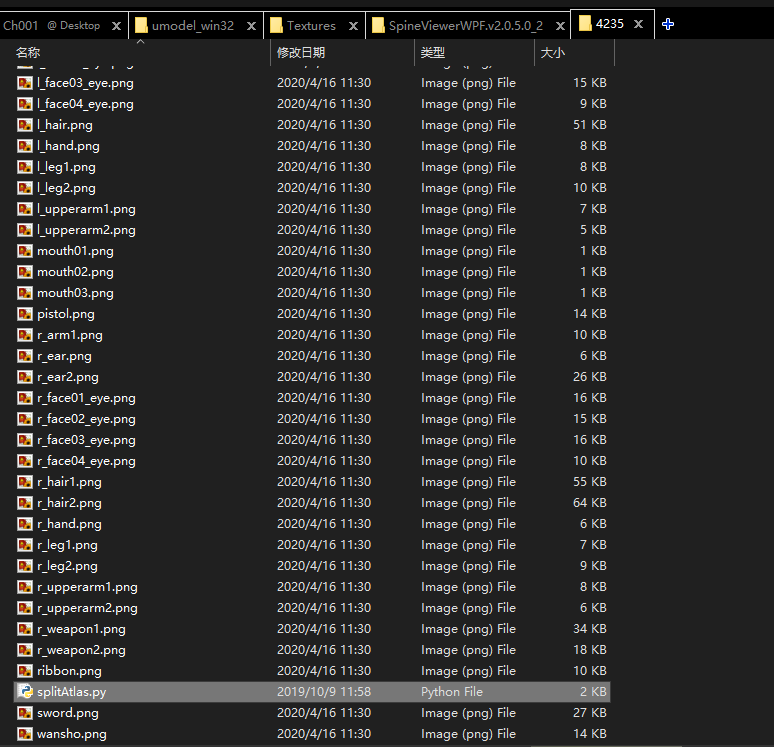 Ch001 @ Desktop umodel_win32 Textures SpineViewerWPF.v2.0.5.0_2 4235
名称 修改日期 类型 大小
l_face03_eye.png 2020/4/16 11:30 Image (png) File 15 KB
l_face04_eye.png 2020/4/16 11:30 Image (png) File 9 KB
l_hair.png 2020/4/16 11:30 Image (png) File 51 KB
l_hand.png 2020/4/16 11:30 Image (png) File 8 KB
l_leg1.png 2020/4/16 11:30 Image (png) File 8 KB
l_leg2.png 2020/4/16 11:30 Image (png) File 10 KB
l_upperarm1.png 2020/4/16 11:30 Image (png) File 7 KB
l_upperarm2.png 2020/4/16 11:30 Image (png) File 5 KB
mouth01.png 2020/4/16 11:30 Image (png) File 1 KB
mouth02.png 2020/4/16 11:30 Image (png) File 1 KB
mouth03.png 2020/4/16 11:30 Image (png) File 1 KB
pistol.png 2020/4/16 11:30 Image (png) File 14 KB
r_arm1.png 2020/4/16 11:30 Image (png) File 10 KB
r_ear.png 2020/4/16 11:30 Image (png) File 6 KB
r_ear2.png 2020/4/16 11:30 Image (png) File 26 KB
r_face01_eye.png 2020/4/16 11:30 Image (png) File 16 KB
r_face02_eye.png 2020/4/16 11:30 Image (png) File 15 KB
r_face03_eye.png 2020/4/16 11:30 Image (png) File 16 KB
r_face04_eye.png 2020/4/16 11:30 Image (png) File 10 KB
r_hair1.png 2020/4/16 11:30 Image (png) File 55 KB
r_hair2.png 2020/4/16 11:30 Image (png) File 64 KB
r_hand.png 2020/4/16 11:30 Image (png) File 6 KB
r_leg1.png 2020/4/16 11:30 Image (png) File 7 KB
r_leg2.png 2020/4/16 11:30 Image (png) File 9 KB
r_upperarm1.png 2020/4/16 11:30 Image (png) File 8 KB
r_upperarm2.png 2020/4/16 11:30 Image (png) File 6 KB
r_weapon1.png 2020/4/16 11:30 Image (png) File 34 KB
r_weapon2.png 2020/4/16 11:30 Image (png) File 18 KB
ribbon.png 2020/4/16 11:30 Image (png) File 10 KB
splitAtlas.py 2019/10/9 11:58 Python File 2 KB
sword.png 2020/4/16 11:30 Image (png) File 27 KB
wansho.png 2020/4/16 11:30 Image (png) File 14 KB